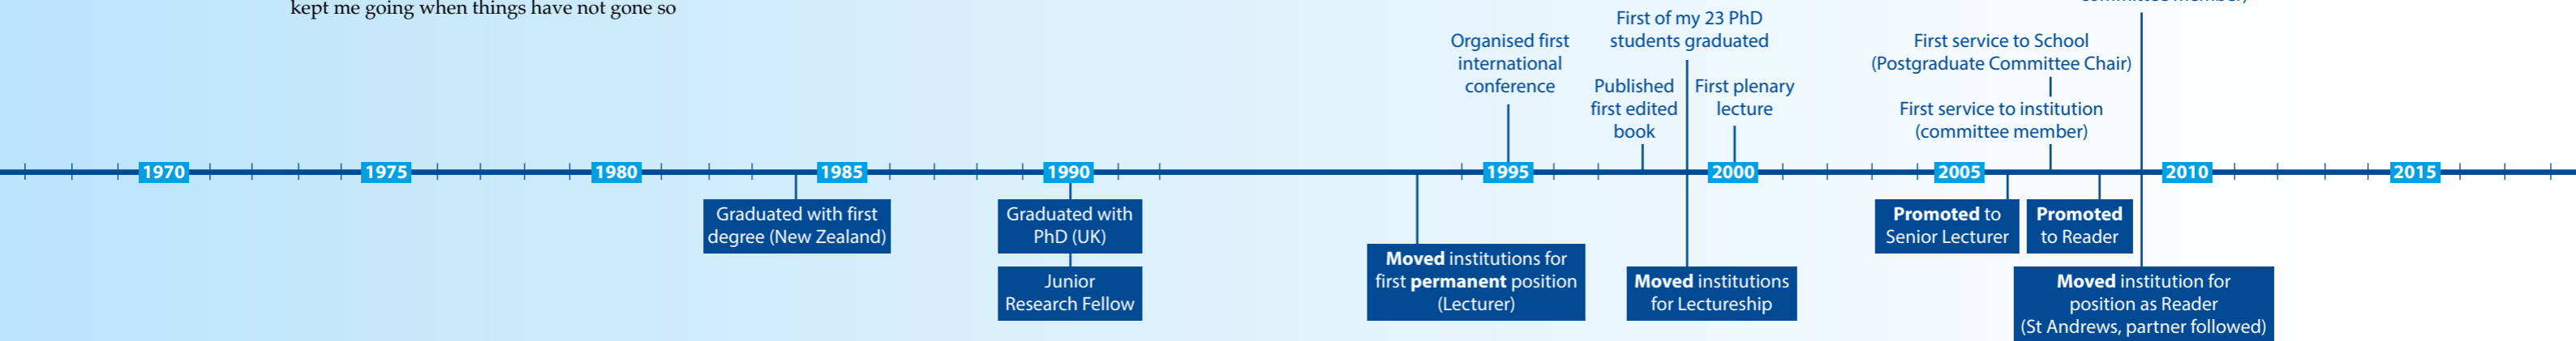 kept me going when things have not gone so
committee member)
First of my 23 PhD
students graduated
Organised first
international
conference
Published
first edited
book
First plenary
lecture
First service to School
(Postgraduate Committee Chair)
First service to institution
(committee member)
1970
1975
1980
1985
1990
1995
2000
2005
2010
2015
Graduated with first
degree (New Zealand)
Graduated with
PhD (UK)
Junior
Research Fellow
Moved institutions for
first permanent position
(Lecturer)
Moved institutions
for Lectureship
Promoted to
Senior Lecturer
Promoted
to Reader
Moved institution for
position as Reader
(St Andrews, partner followed)